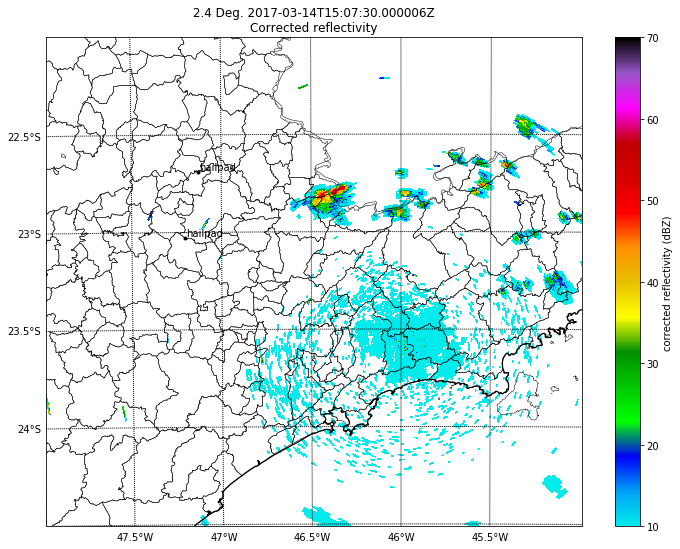 2.4 Deg. 2017-03-14T15:07:30.000006Z
Corrected reflectivity
22.5°S
23°S
23.5°S
24°S
47.5°W
47°W
46.5°W
46°W
45.5°W
hailpad
hailpad
70
60
50
40
30
20
10
corrected reflectivity (dBZ)